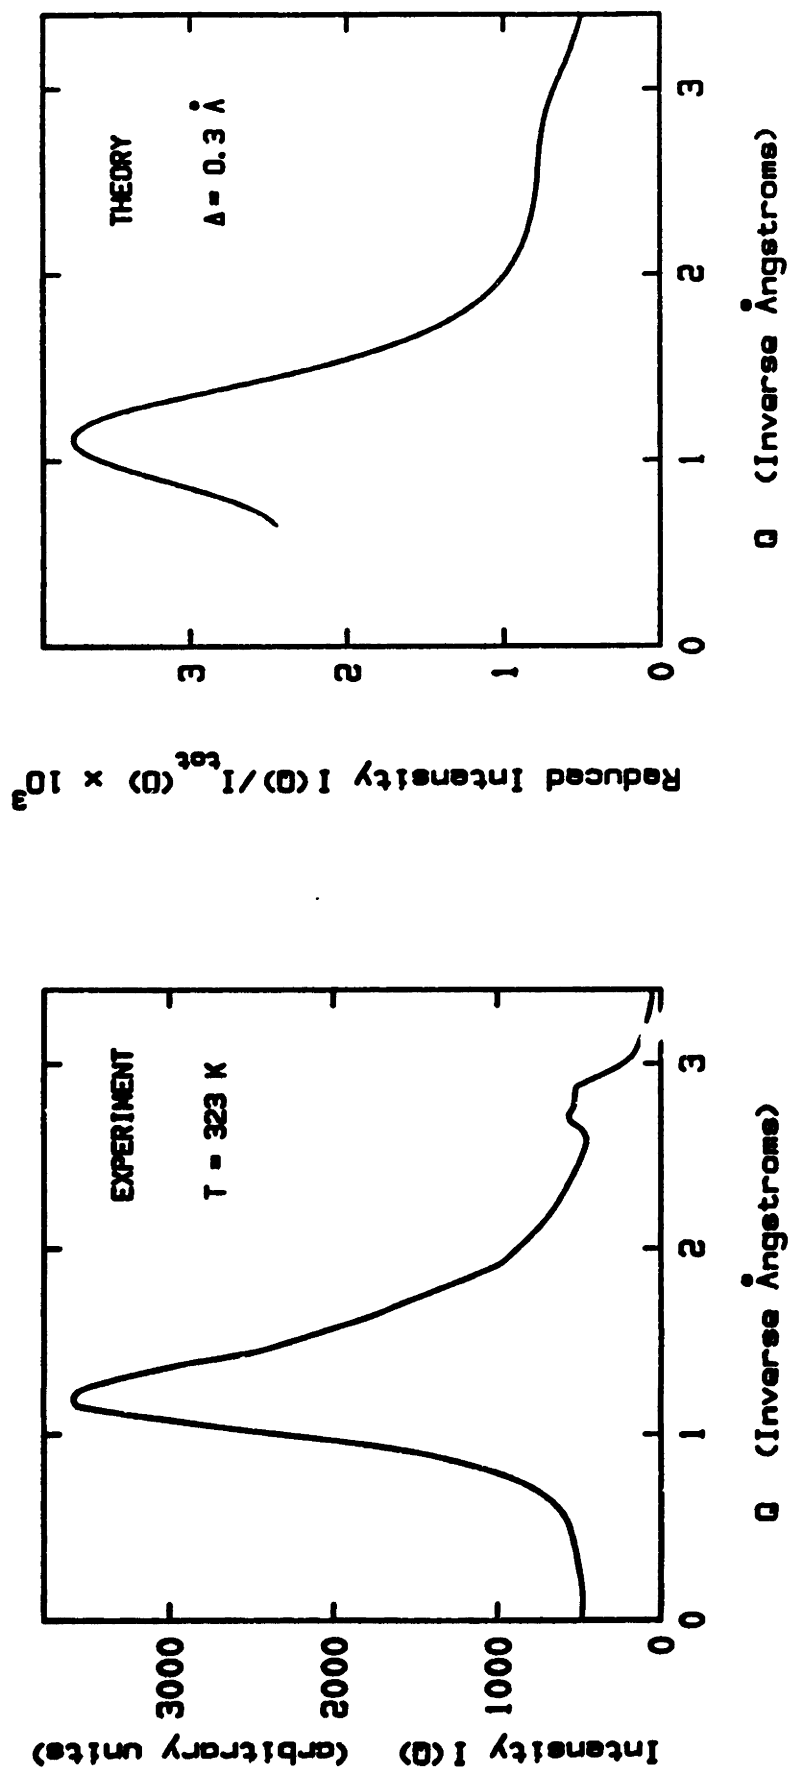 EXPERIMENT
T = 323 K
3000
2000
1000
0
Intensity I(Q) (arbitrary units)
0
1
2
3
Q (Inverse Ångstroms)
THEORY
Δ = 0.3 Å
3
2
1
0
Reduced Intensity I(Q)/I_tot(Q) x 10³
0
1
2
3
Q (Inverse Ångstroms)